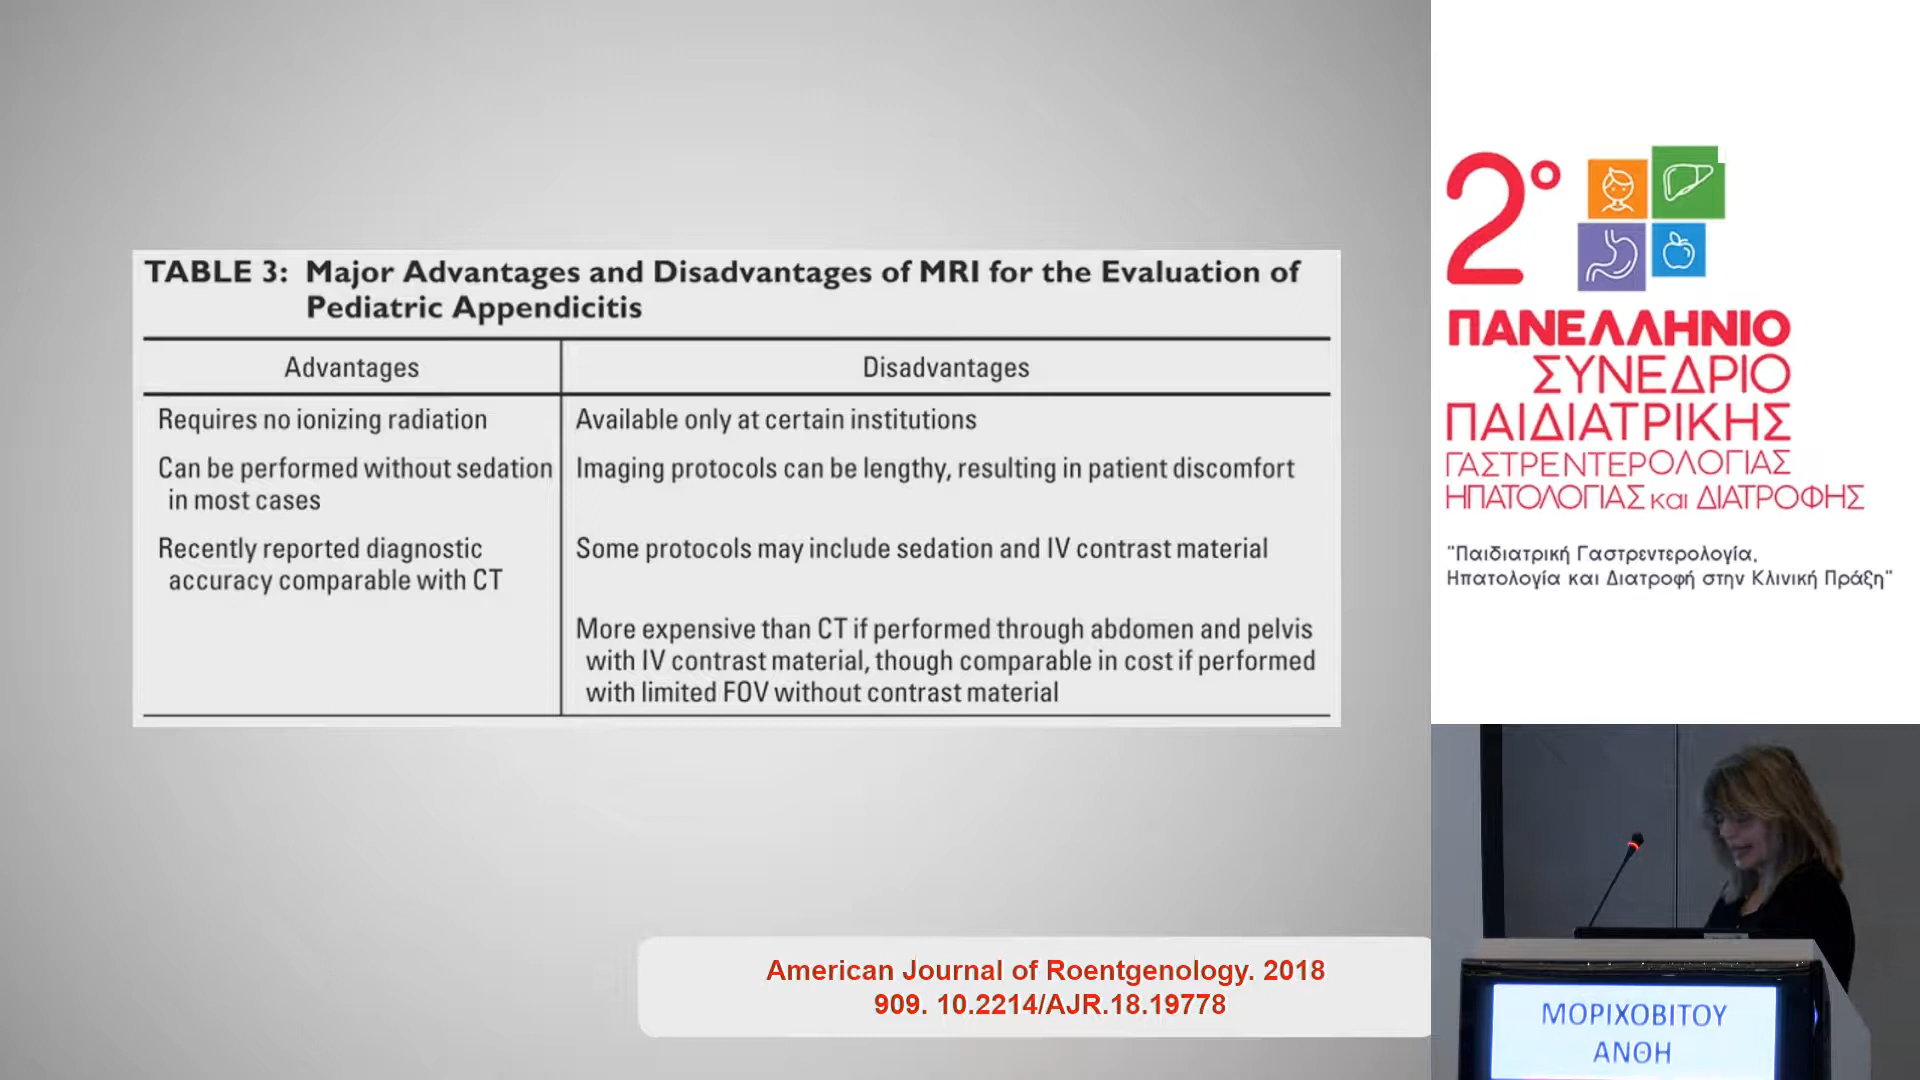 TABLE 3: Major Advantages and Disadvantages of MRI for the Evaluation of
Pediatric Appendicitis
Advantages
Disadvantages
Requires no ionizing radiation
Available only at certain institutions
Can be performed without sedation
in most cases
Imaging protocols can be lengthy, resulting in patient discomfort
Recently reported diagnostic
accuracy comparable with CT
Some protocols may include sedation and IV contrast material
More expensive than CT if performed through abdomen and pelvis
with IV contrast material, though comparable in cost if performed
with limited FOV without contrast material
American Journal of Roentgenology. 2018
909. 10.2214/AJR.18.19778
2ο
ΠΑΝΕΛΛΗΝΙΟ
ΣΥΝΕΔΡΙΟ
ΠΑΙΔΙΑΤΡΙΚΗΣ
ΓΑΣΤΡΕΝΤΕΡΟΛΟΓΙΑΣ
ΗΠΑΤΟΛΟΓΙΑΣ και ΔΙΑΤΡΟΦΗΣ
"Παιδιατρική Γαστρεντερολογία,
Ηπατολογία και Διατροφή στην Κλινική Πράξη"
ΜΟΡΙΧΟΒΙΤΟΥ
ΑΝΘΗ